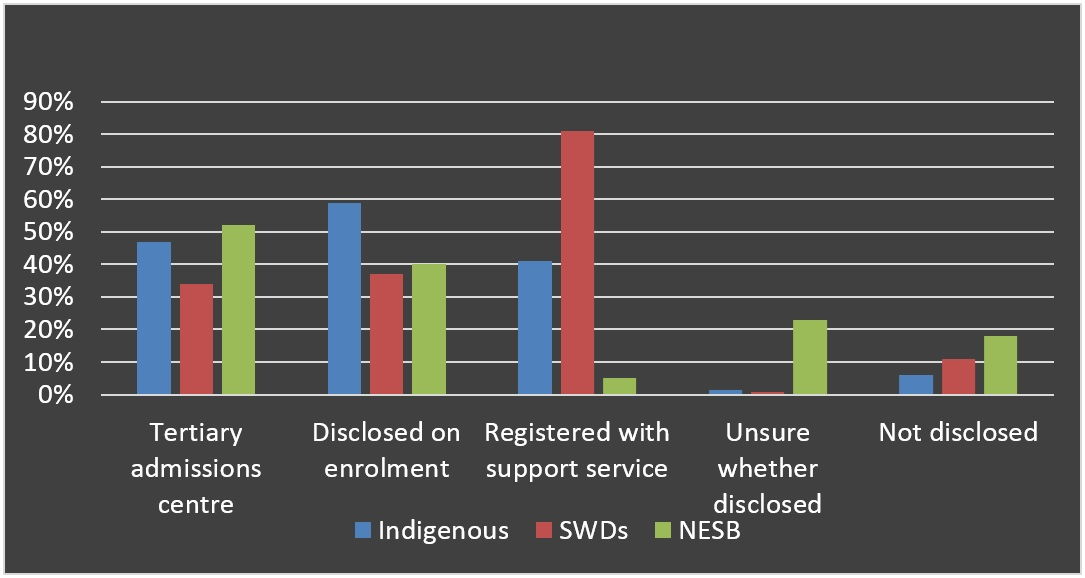 90%
80%
70%
60%
50%
40%
30%
20%
10%
0%
Tertiary
admissions
centre
Disclosed on
enrolment
Registered with
support service
Unsure
whether
disclosed
Not disclosed
Indigenous
SWDs
NESB